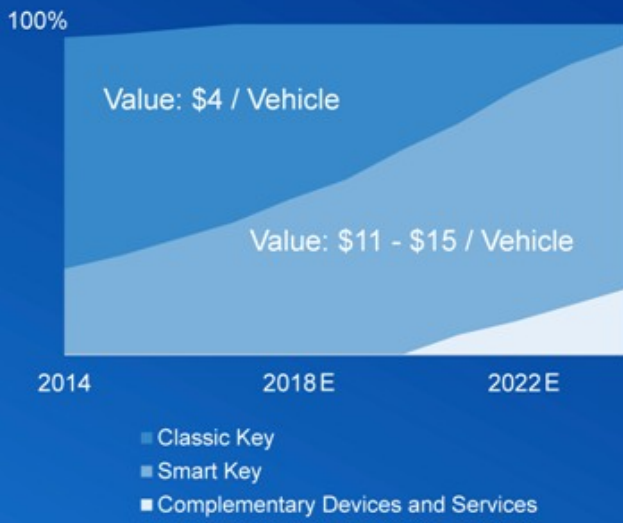 100%
Value: $4 / Vehicle
Value: $11 - $15 / Vehicle
2014 2018E 2022E
Classic Key
Smart Key
Complementary Devices and Services